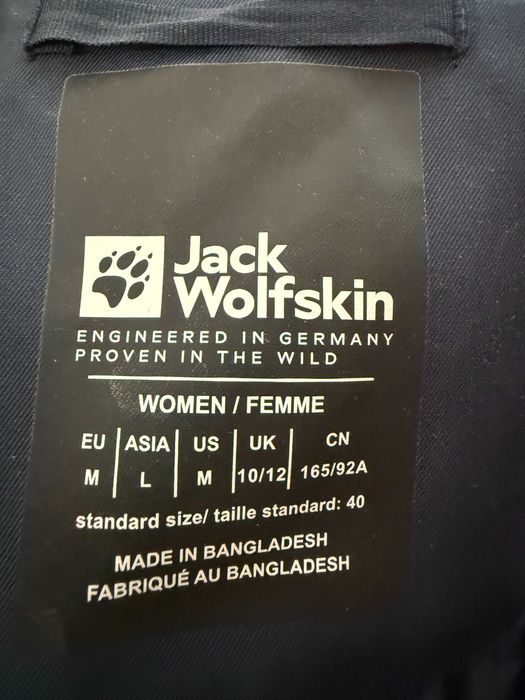 Jack
Wolfskin
ENGINEERED IN GERMANY
PROVEN IN THE WILD
WOMEN / FEMME
EU ASIA US UK CN
M L M 10/12 165/92A
standard size/ taille standard: 40
MADE IN BANGLADESH
FABRIQUÉ AU BANGLADESH